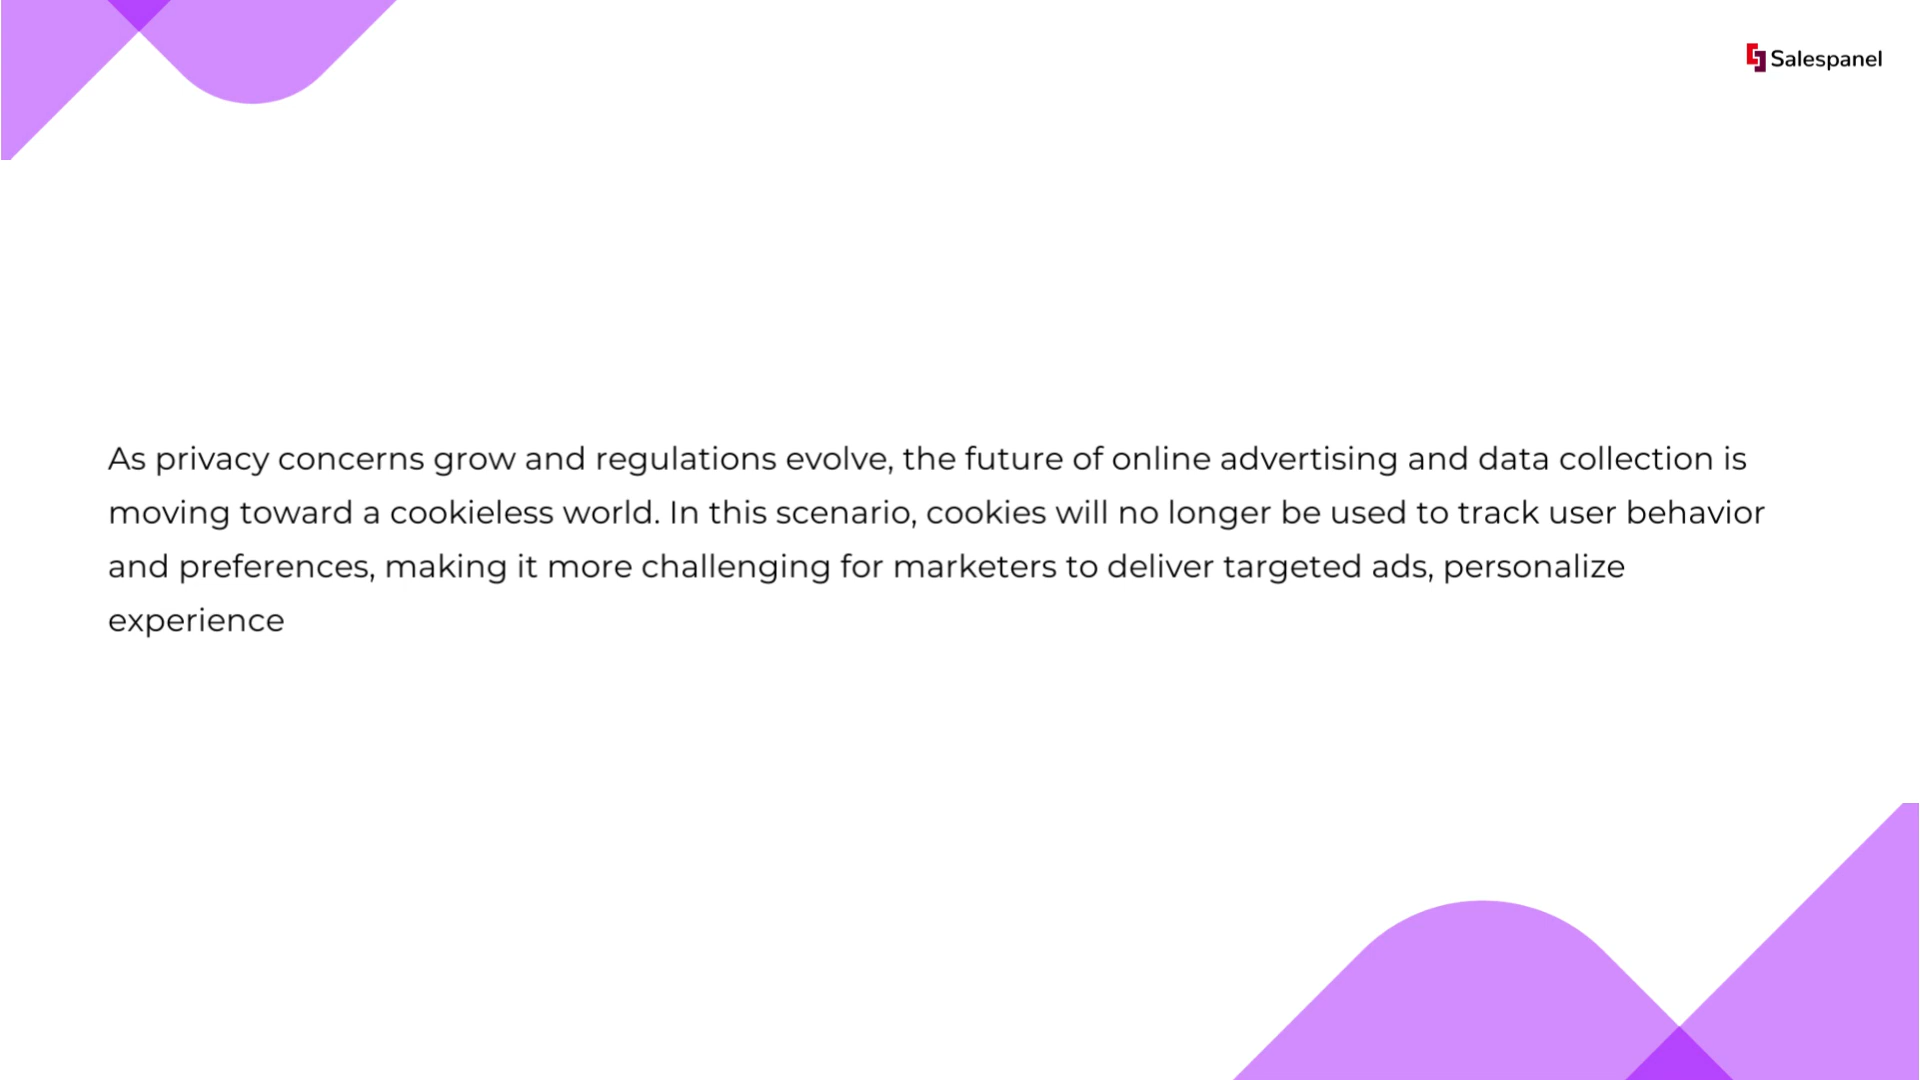 Salespanel
As privacy concerns grow and regulations evolve, the future of online advertising and data collection is
moving toward a cookieless world. In this scenario, cookies will no longer be used to track user behavior
and preferences, making it more challenging for marketers to deliver targeted ads, personalize
experience